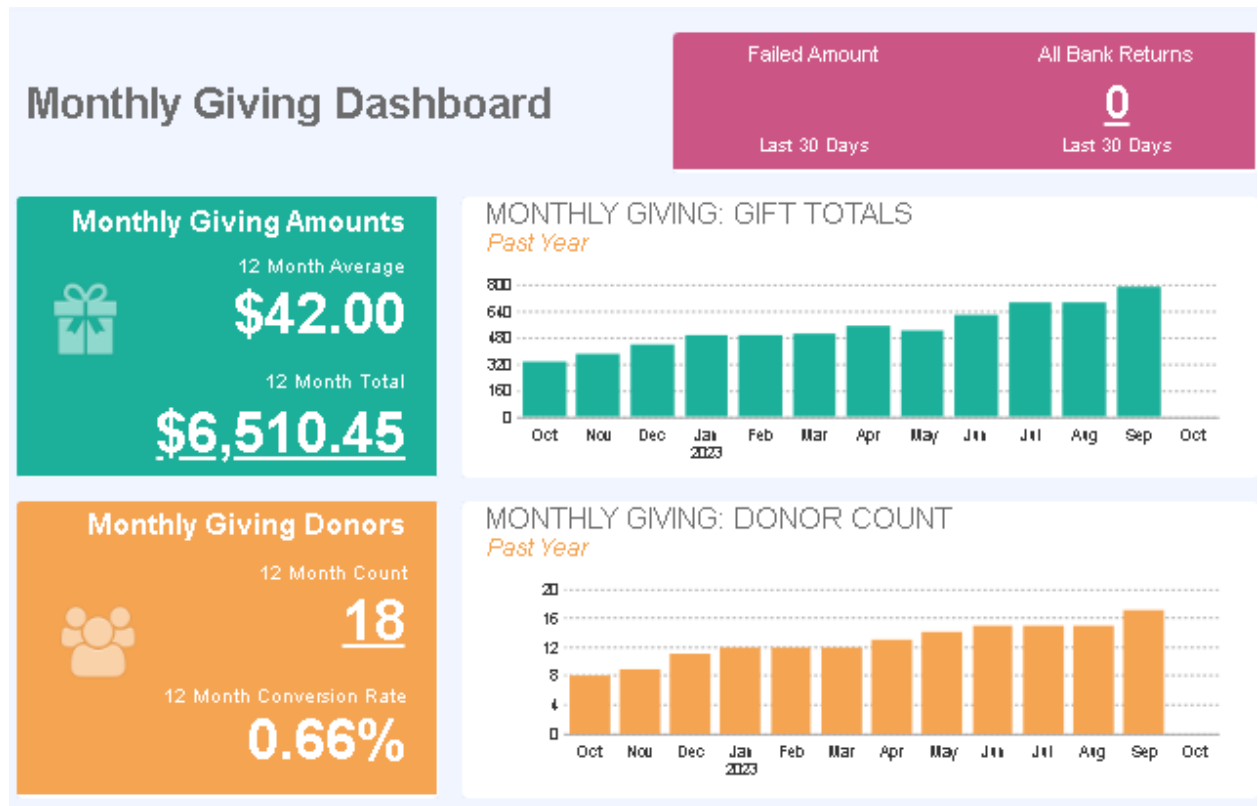 Monthly Giving Dashboard
Failed Amount
Last 30 Days
All Bank Returns
0
Last 30 Days
Monthly Giving Amounts
12 Month Average
$42.00
12 Month Total
$6,510.45
MONTHLY GIVING: GIFT TOTALS
Past Year
800
640
480
320
160
0
Oct Nov Dec Jan Feb Mar Apr May Jun Jul Aug Sep Oct
2023
Monthly Giving Donors
12 Month Count
18
12 Month Conversion Rate
0.66%
MONTHLY GIVING: DONOR COUNT
Past Year
20
16
12
8
4
0
Oct Nov Dec Jan Feb Mar Apr May Jun Jul Aug Sep Oct
2023